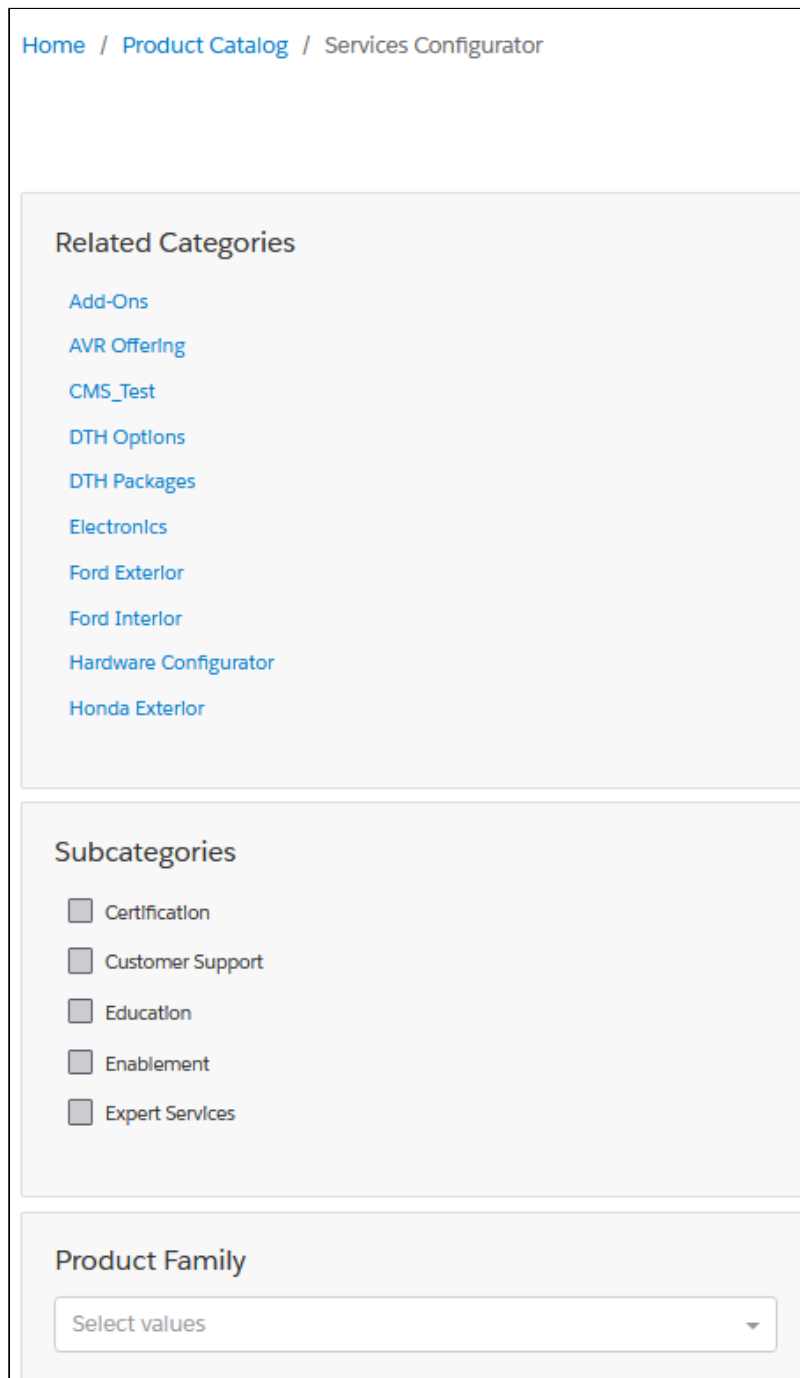 Home / Product Catalog / Services Configurator
Related Categories
Add-Ons
AVR Offering
CMS_Test
DTH Options
DTH Packages
Electronics
Ford Exterior
Ford Interior
Hardware Configurator
Honda Exterior
Subcategories
Certification
Customer Support
Education
Enablement
Expert Services
Product Family
Select values